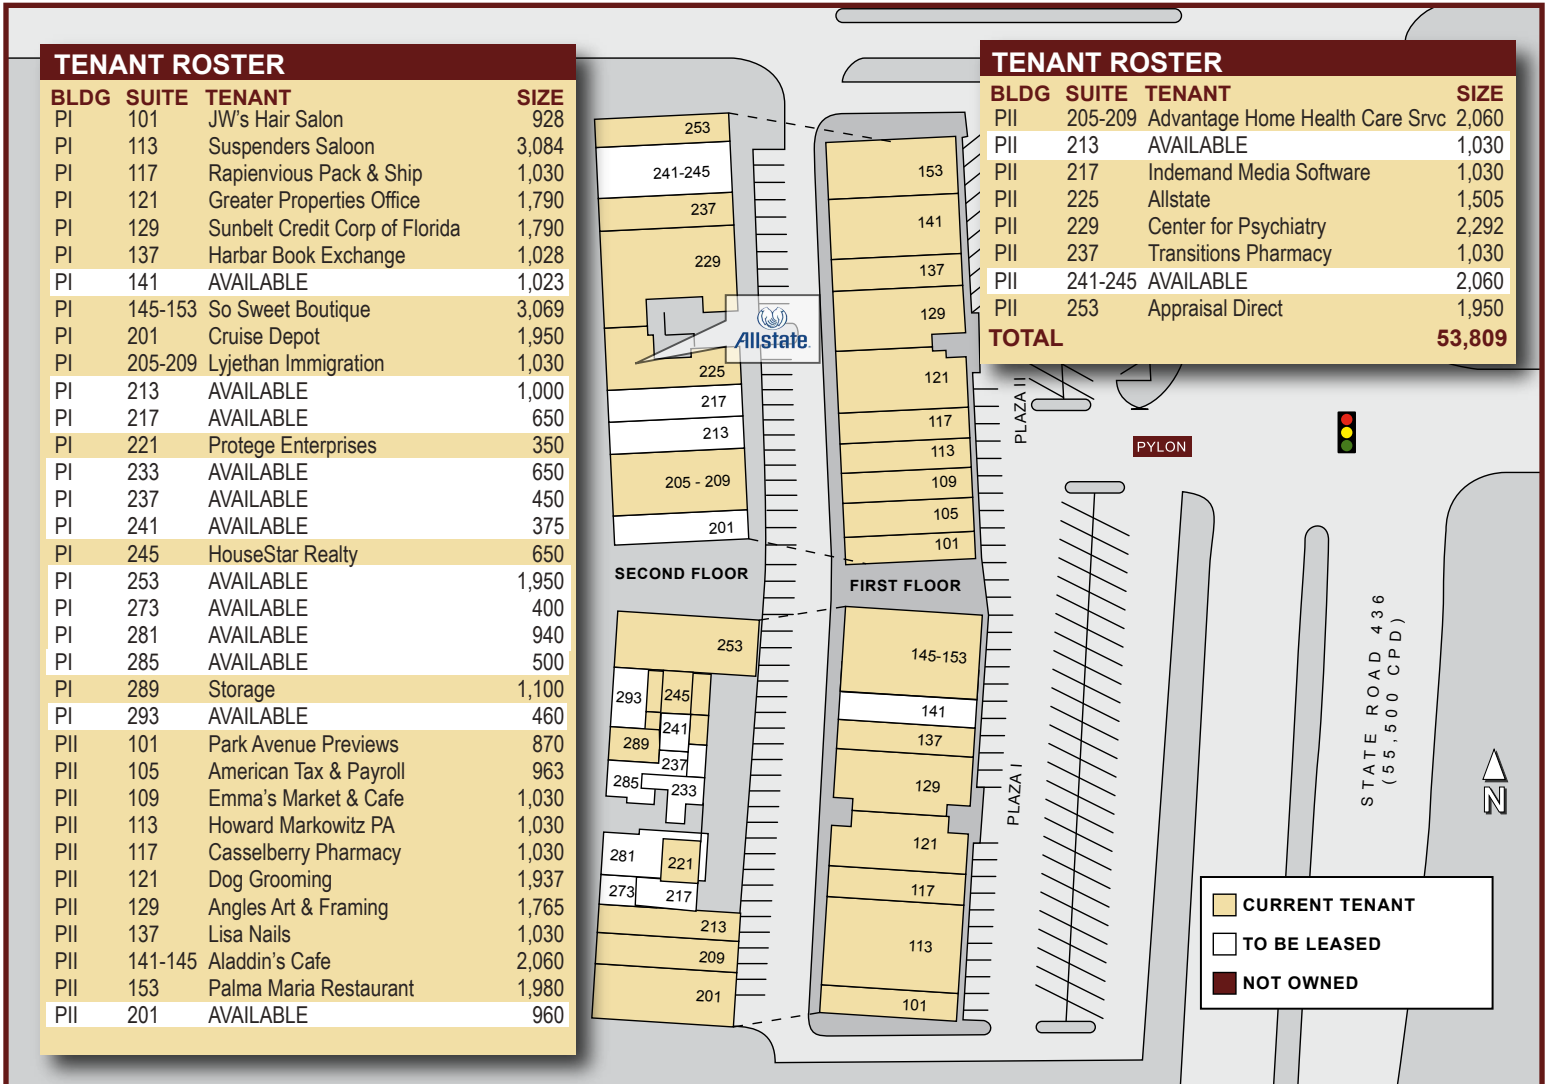 TENANT ROSTER
BLDG SUITE TENANT SIZE
PI 101 JW's Hair Salon 928
PI 113 Suspenders Saloon 3,084
PI 117 Rapienvious Pack & Ship 1,030
PI 121 Greater Properties Office 1,790
PI 129 Sunbelt Credit Corp of Florida 1,790
PI 137 Harbar Book Exchange 1,028
PI 141 AVAILABLE 1,023
PI 145-153 So Sweet Boutique 3,069
PI 201 Cruise Depot 1,950
PI 205-209 Lyjethan Immigration 1,030
PI 213 AVAILABLE 1,000
PI 217 AVAILABLE 650
PI 221 Protege Enterprises 350
PI 233 AVAILABLE 650
PI 237 AVAILABLE 450
PI 241 AVAILABLE 375
PI 245 HouseStar Realty 650
PI 253 AVAILABLE 1,950
PI 273 AVAILABLE 400
PI 281 AVAILABLE 940
PI 285 AVAILABLE 500
PI 289 Storage 1,100
PI 293 AVAILABLE 460
PII 101 Park Avenue Previews 870
PII 105 American Tax & Payroll 963
PII 109 Emma's Market & Cafe 1,030
PII 113 Howard Markowitz PA 1,030
PII 117 Casselberry Pharmacy 1,030
PII 121 Dog Grooming 1,937
PII 129 Angles Art & Framing 1,765
PII 137 Lisa Nails 1,030
PII 141-145 Aladdin's Cafe 2,060
PII 153 Palma Maria Restaurant 1,980
PII 201 AVAILABLE 960
TENANT ROSTER
BLDG SUITE TENANT SIZE
PII 205-209 Advantage Home Health Care Srvc 2,060
PII 213 AVAILABLE 1,030
PII 217 Indemand Media Software 1,030
PII 225 Allstate 1,505
PII 229 Center for Psychiatry 2,292
PII 237 Transitions Pharmacy 1,030
PII 241-245 AVAILABLE 2,060
PII 253 Appraisal Direct 1,950
TOTAL 53,809
253
241-245
237
229
Allstate
225
217
213
205 - 209
201
SECOND FLOOR
253
293
245
241
289
237
285
233
281
221
273
217
213
209
201
153
141
137
129
121
117
113
109
105
101
FIRST FLOOR
145-153
141
137
129
121
117
113
101
PLAZA II
PLAZA I
PYLON
STATE ROAD 436
(55,500 CPD)
N
CURRENT TENANT
TO BE LEASED
NOT OWNED